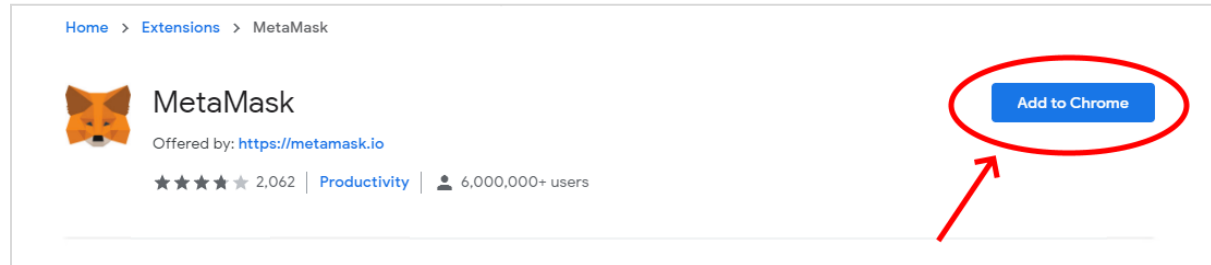 Home > Extensions > MetaMask
MetaMask
Add to Chrome
Offered by: https://metamask.io
2,062 | Productivity | 6,000,000+ users